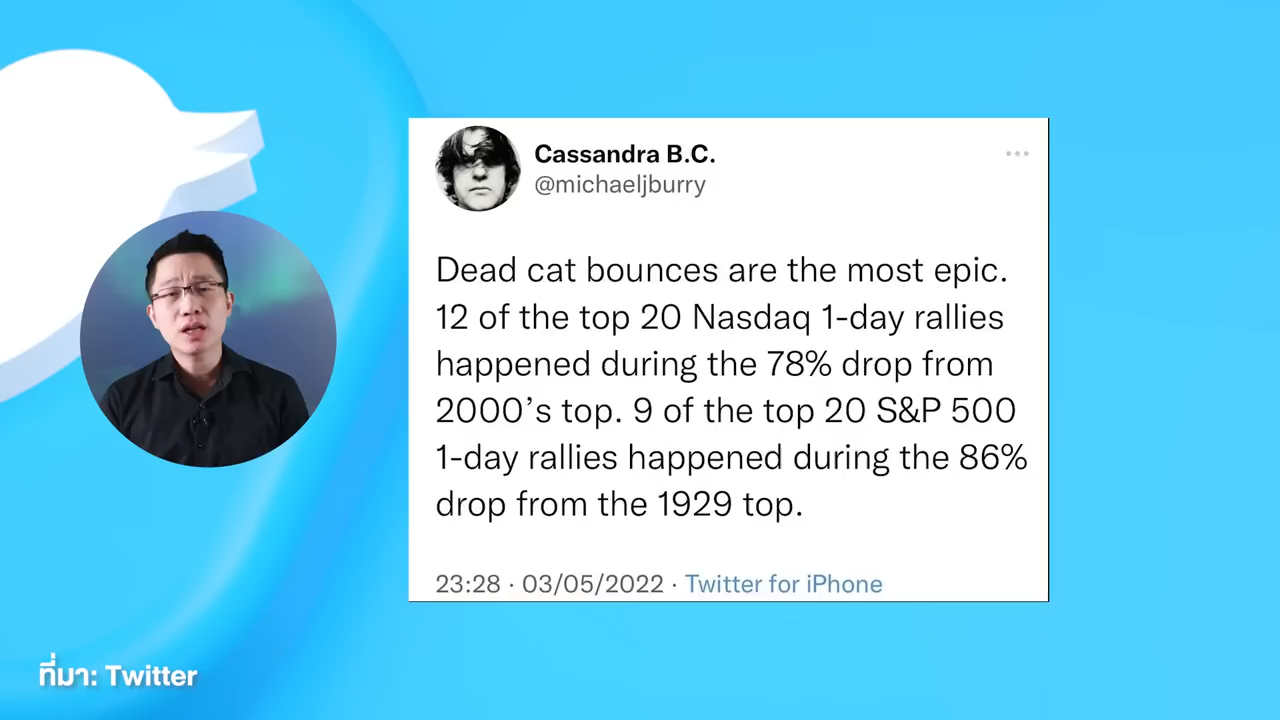 Cassandra B.C.
@michaeljburry
Dead cat bounces are the most epic.
12 of the top 20 Nasdaq 1-day rallies
happened during the 78% drop from
2000’s top. 9 of the top 20 S&P 500
1-day rallies happened during the 86%
drop from the 1929 top.
23:28 · 03/05/2022 · Twitter for iPhone
ที่มา: Twitter